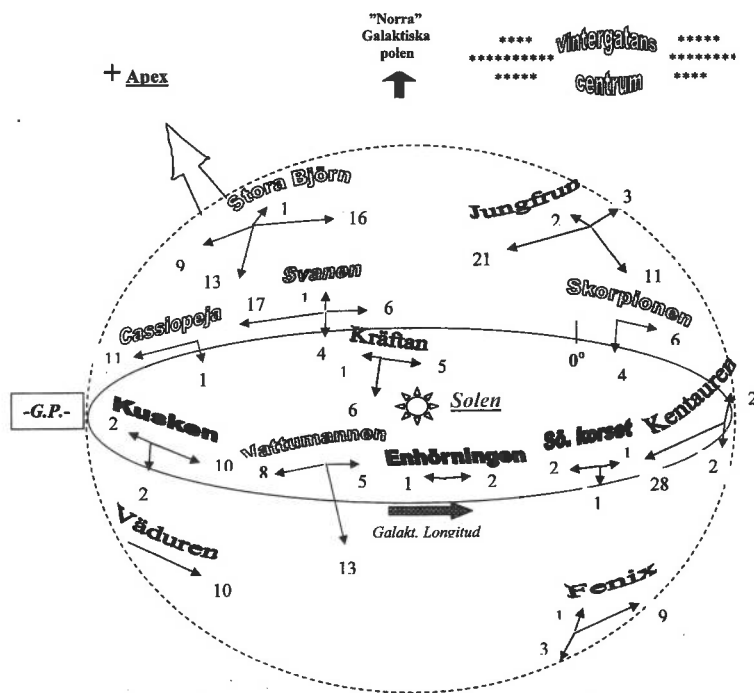 "Norra"
Galaktiska
polen
**** Vintergatans *****
********** ********
***** centrum ****
+ Apex
Stora Björn
1
16
9
13
Jungfrun
3
2
21
11
Svanen
1
17
6
4
Skorpionen
6
4
Cassiopeja
11
1
Kräftan
1
5
6
0°
Kentauren
2
2
28
-G.P.-
Solen
Kusken
2
10
2
Vattumannen
8
5
13
Enhörningen
1 2
Sö. korset
2
1
1
Galakt. Longitud
Väduren
10
Fenix
1
9
3